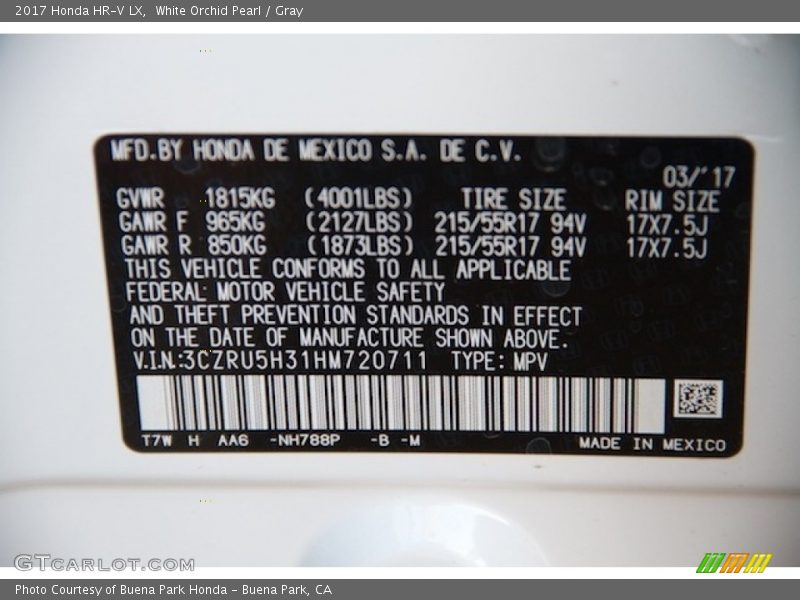 2017 Honda HR-V LX, White Orchid Pearl / Gray
MFD.BY HONDA DE MEXICO S.A. DE C.V.
03/'17
GVWR 1815KG (4001LBS) TIRE SIZE RIM SIZE
GAWR F 965KG (2127LBS) 215/55R17 94V 17X7.5J
GAWR R 850KG (1873LBS) 215/55R17 94V 17X7.5J
THIS VEHICLE CONFORMS TO ALL APPLICABLE
FEDERAL MOTOR VEHICLE SAFETY
AND THEFT PREVENTION STANDARDS IN EFFECT
ON THE DATE OF MANUFACTURE SHOWN ABOVE.
V.I.N.:3CZRU5H31HM720711 TYPE: MPV
T7W H AA6 -NH788P -B -M MADE IN MEXICO
GTcarlot.com
Photo Courtesy of Buena Park Honda - Buena Park, CA